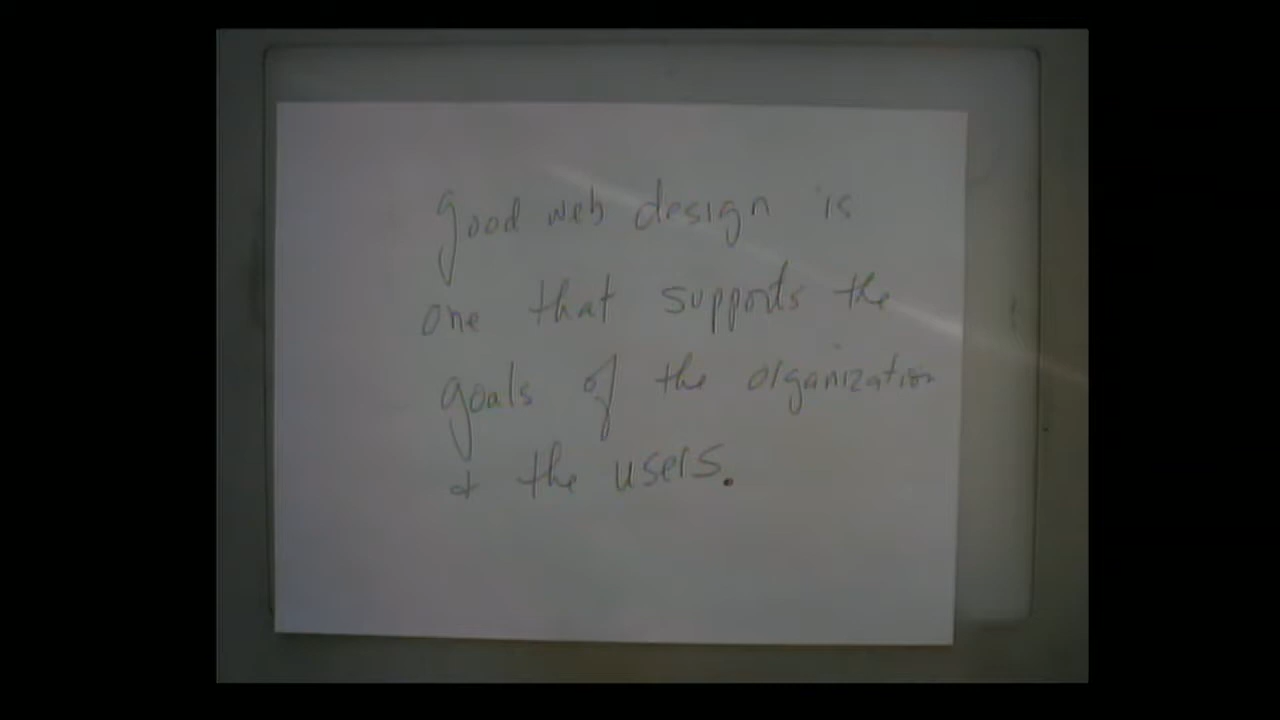 good web design is
one that supports the
goals of the organization
+ the users.